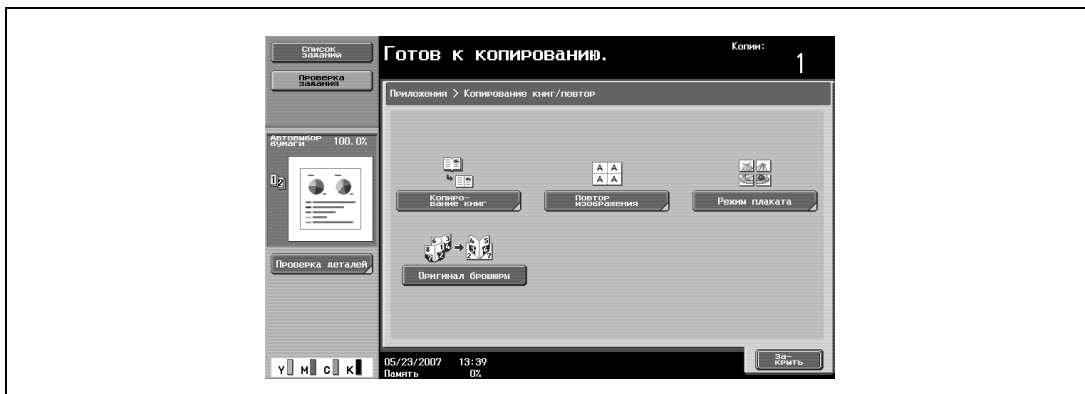 Список
задания
Проверка
задания
Автовыбор
бумаги 100.0%
Проверка деталей
Y M C K
Готов к копированию.
Копии:
1
Приложения > Копирование книг/повтор
A A
A A
Копиро-
вание книг
Повтор
изображения
Режим плаката
Оригинал брошюры
05/23/2007 13:39
Память 0%
За-
крыть